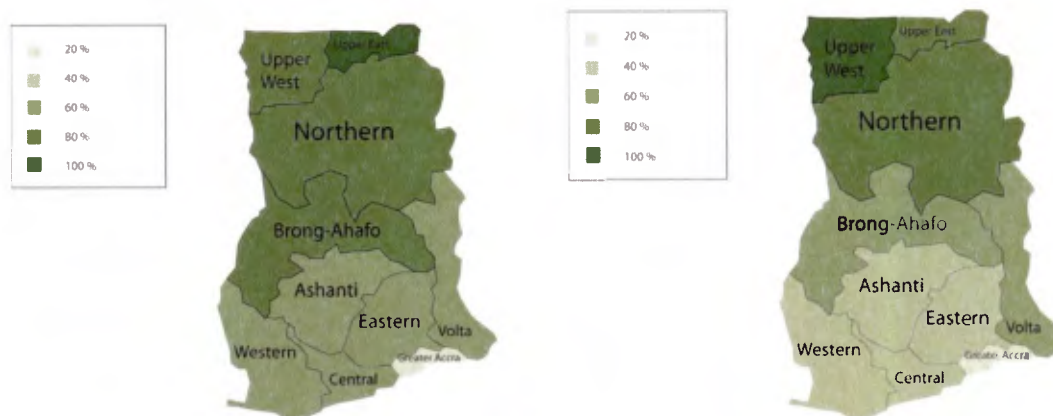 20 %
40 %
60 %
80 %
100 %
Upper East
Upper
West
Northern
Brong-Ahafo
Ashanti
Eastern
Volta
Western
Greater Accra
Central
20 %
40 %
60 %
80 %
100 %
Upper East
Upper
West
Northern
Brong-Ahafo
Ashanti
Eastern
Volta
Western
Greater Accra
Central